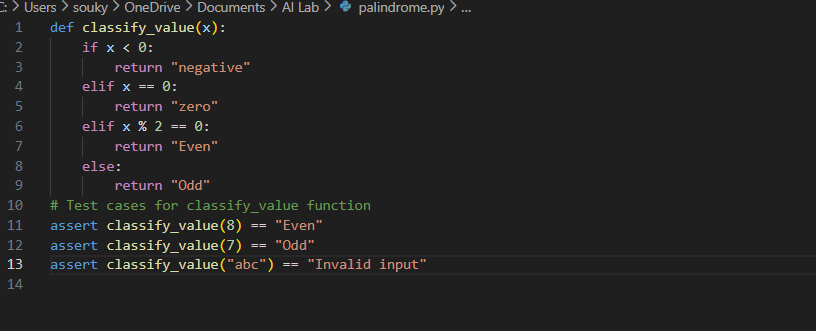 C: > Users > souky > OneDrive > Documents > AI Lab > palindrome.py > ...
1 def classify_value(x):
2     if x < 0:
3         return "negative"
4     elif x == 0:
5         return "zero"
6     elif x % 2 == 0:
7         return "Even"
8     else:
9         return "Odd"
10 # Test cases for classify_value function
11 assert classify_value(8) == "Even"
12 assert classify_value(7) == "Odd"
13 assert classify_value("abc") == "Invalid input"
14